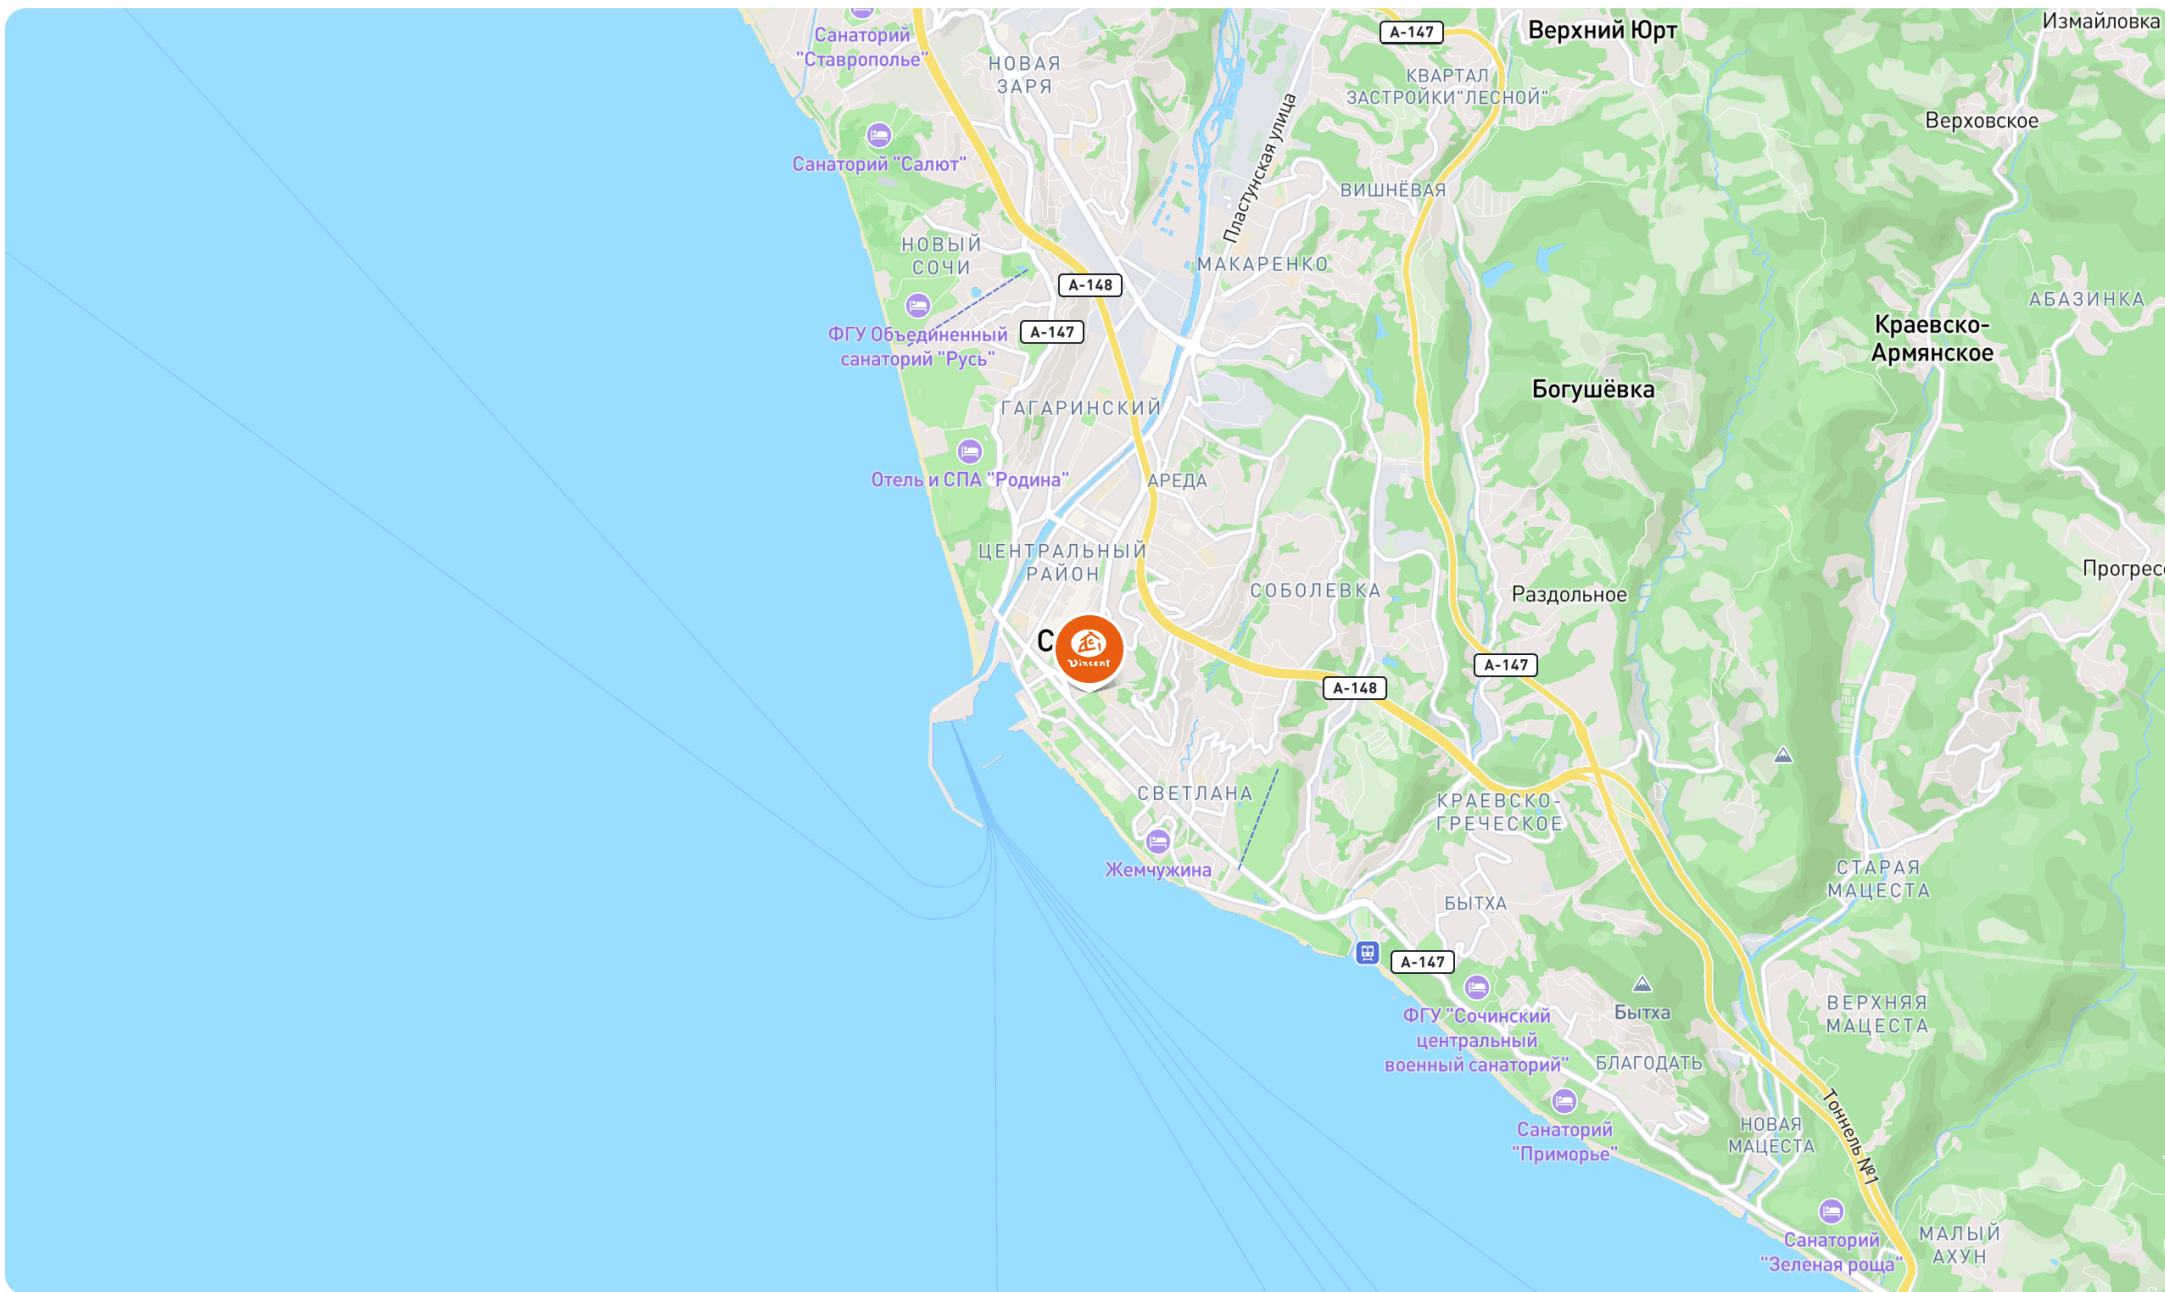 Санаторий
"Ставрополье"
НОВАЯ
ЗАРЯ
А-147
Верхний Юрт
Измайловка
КВАРТАЛ
ЗАСТРОЙКИ"ЛЕСНОЙ"
Верховское
Санаторий "Салют"
Пластунская улица
ВИШНЁВАЯ
НОВЫЙ
СОЧИ
МАКАРЕНКО
А-148
АБАЗИНКА
ФГУ Объединенный
санаторий "Русь"
А-147
Краевско-
Армянское
Богушёвка
ГАГАРИНСКИЙ
Отель и СПА "Родина"
АРЕДА
ЦЕНТРАЛЬНЫЙ
РАЙОН
СОБОЛЕВКА
Раздольное
Прогресс
С
Vincent
А-147
А-148
СВЕТЛАНА
КРАЕВСКО-
ГРЕЧЕСКОЕ
Жемчужина
СТАРАЯ
МАЦЕСТА
БЫТХА
А-147
ФГУ "Сочинский
центральный
военный санаторий"
Бытха
ВЕРХНЯЯ
МАЦЕСТА
БЛАГОДАТЬ
Санаторий
"Приморье"
НОВАЯ
МАЦЕСТА
Тоннель №1
Санаторий
"Зеленая роща"
МАЛЫЙ
АХУН